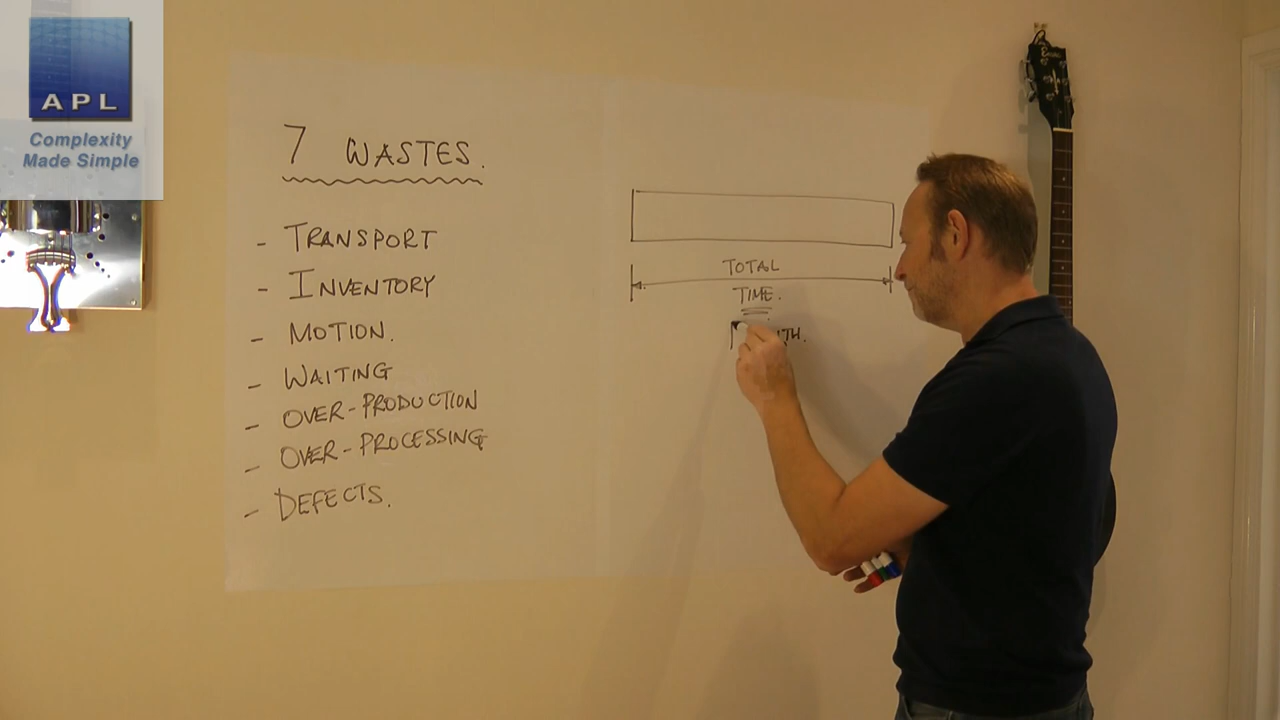 APL
Complexity
Made Simple
7 WASTES.
- TRANSPORT
- INVENTORY
- MOTION.
- WAITING
- OVER-PRODUCTION
- OVER-PROCESSING
- DEFECTS.
TOTAL
TIME.